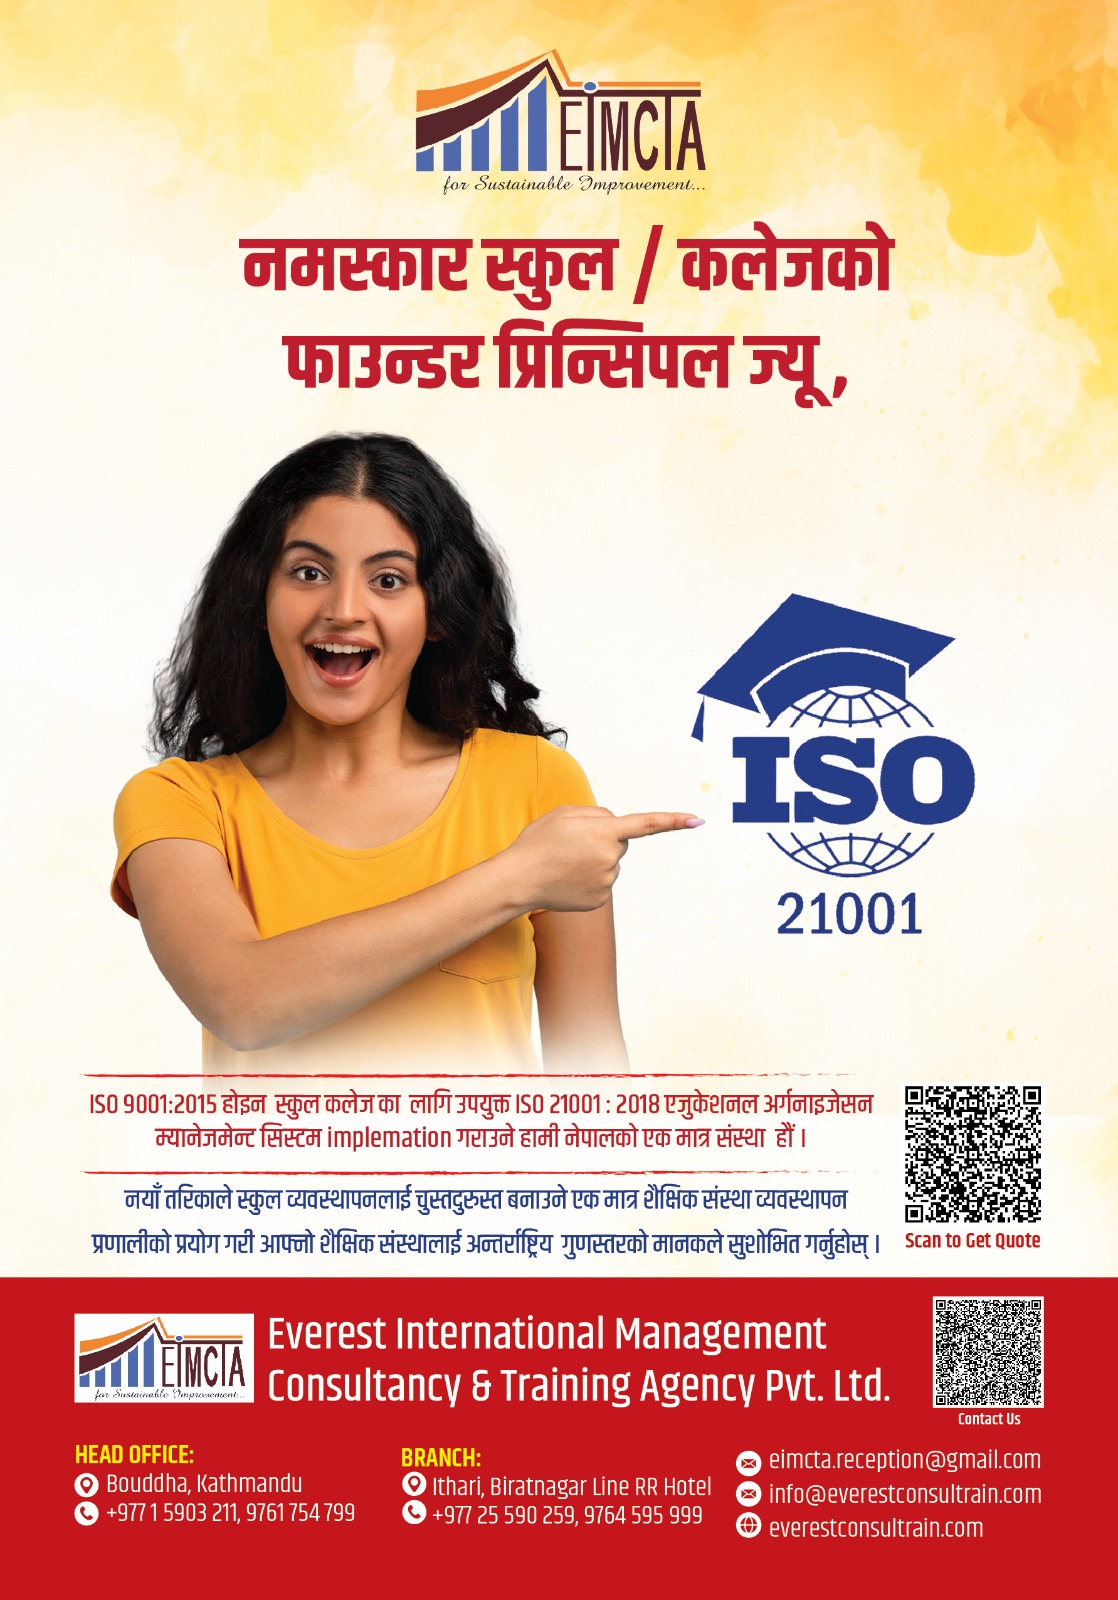 EIMCTA
for Sustainable Improvement...
नमस्कार स्कुल / कलेजको
फाउन्डर प्रिन्सिपल ज्यू ,
ISO
21001
ISO 9001:2015 होइन स्कुल कलेज का लागि उपयुक्त ISO 21001 : 2018 एजुकेशनल अर्गनाइजेसन
म्यानेजमेन्ट सिस्टम implemation गराउने हामी नेपालको एक मात्र संस्था हौं ।
नयाँ तरिकाले स्कुल व्यवस्थापनलाई चुस्तदुरुस्त बनाउने एक मात्र शैक्षिक संस्था व्यवस्थापन
प्रणालीको प्रयोग गरी आफ्नो शैक्षिक संस्थालाई अन्तर्राष्ट्रिय गुणस्तरको मानकले सुशोभित गर्नुहोस् ।
Scan to Get Quote
EIMCTA
for Sustainable Improvement...
Everest International Management
Consultancy & Training Agency Pvt. Ltd.
Contact Us
HEAD OFFICE:
Bouddha, Kathmandu
+977 1 5903 211, 9761 754 799
BRANCH:
Ithari, Biratnagar Line RR Hotel
+977 25 590 259, 9764 595 999
eimcta.reception@gmail.com
info@everestconsultrain.com
everestconsultrain.com